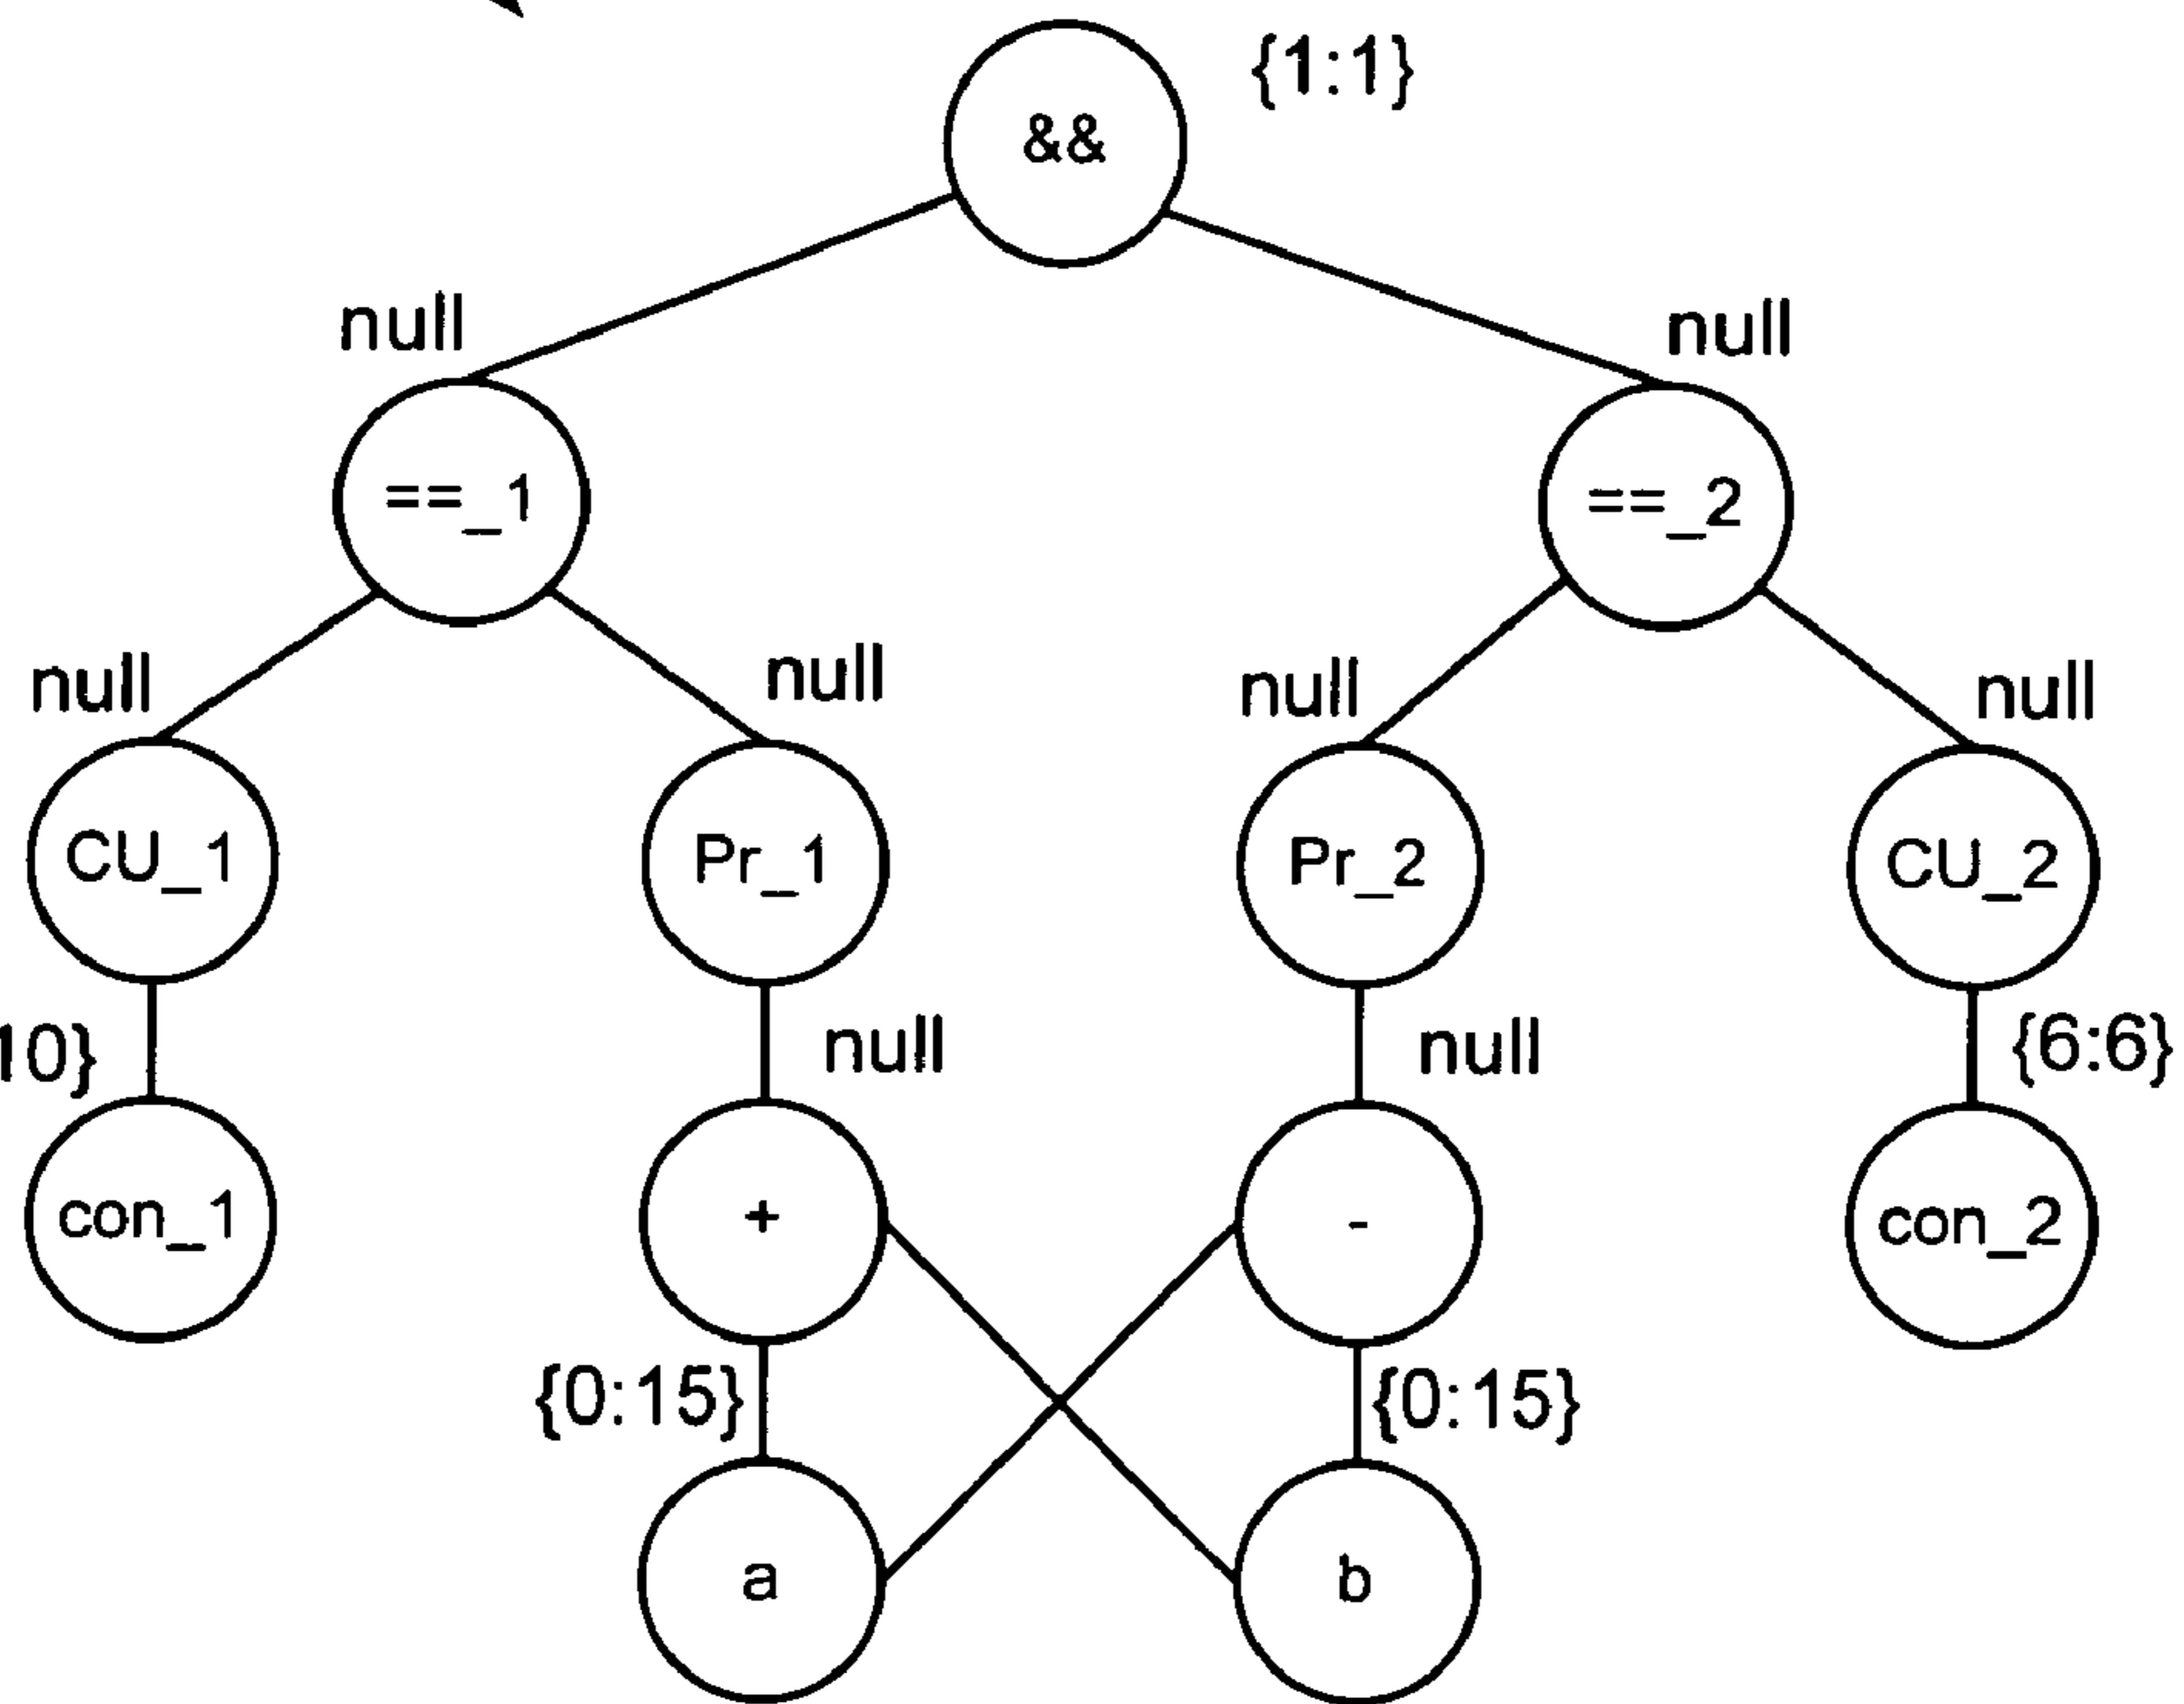 {1:1}
&&
null
null
==_1
==_2
null
null
null
null
CU_1
Pr_1
Pr_2
CU_2
10}
null
null
{6:6}
con_1
+
-
con_2
{0:15}
{0:15}
a
b